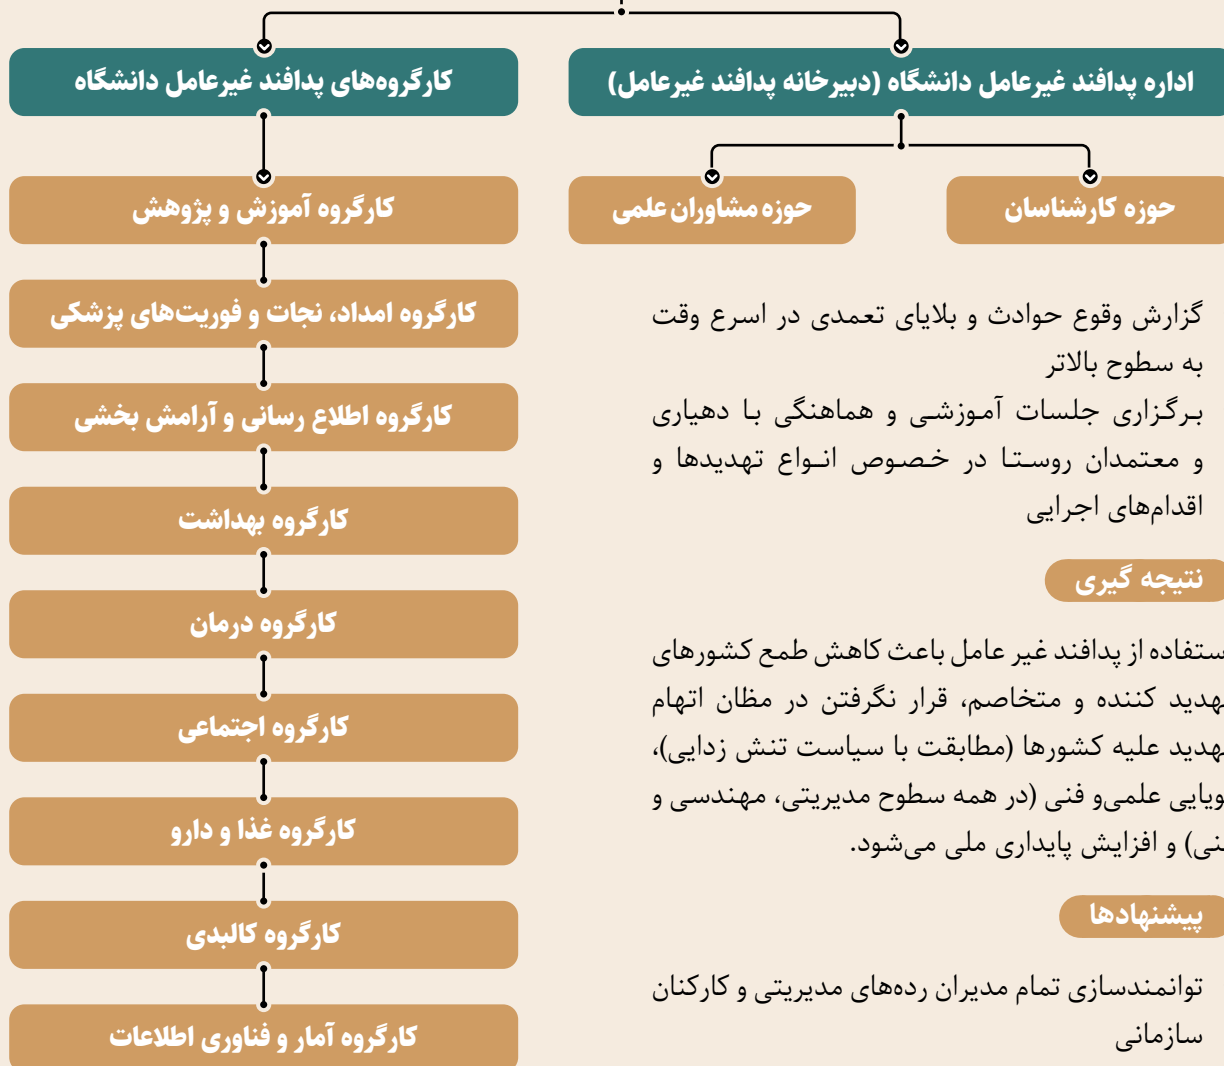 اداره پدافند غیرعامل دانشگاه (دبیرخانه پدافند غیرعامل)
حوزه کارشناسان
حوزه مشاوران علمی
گزارش وقوع حوادث و بلایای تعمدی در اسرع وقت
به سطوح بالاتر
برگزاری جلسات آموزشی و هماهنگی با دهیاری
و معتمدان روستا در خصوص انواع تهدیدها و
اقدام‌های اجرایی
نتیجه گیری
ستفاده از پدافند غیر عامل باعث کاهش طمع کشورهای
هدید کننده و متخاصم، قرار نگرفتن در مظان اتهام
هدید علیه کشورها (مطابقت با سیاست تنش زدایی)،
ویایی علمی‌و فنی (در همه سطوح مدیریتی، مهندسی و
نی) و افزایش پایداری ملی می‌شود.
پیشنهادها
توانمندسازی تمام مدیران رده‌های مدیریتی و کارکنان
سازمانی
کارگروه‌های پدافند غیرعامل دانشگاه
کارگروه آموزش و پژوهش
کارگروه امداد، نجات و فوریت‌های پزشکی
کارگروه اطلاع رسانی و آرامش بخشی
کارگروه بهداشت
کارگروه درمان
کارگروه اجتماعی
کارگروه غذا و دارو
کارگروه کالبدی
کارگروه آمار و فناوری اطلاعات